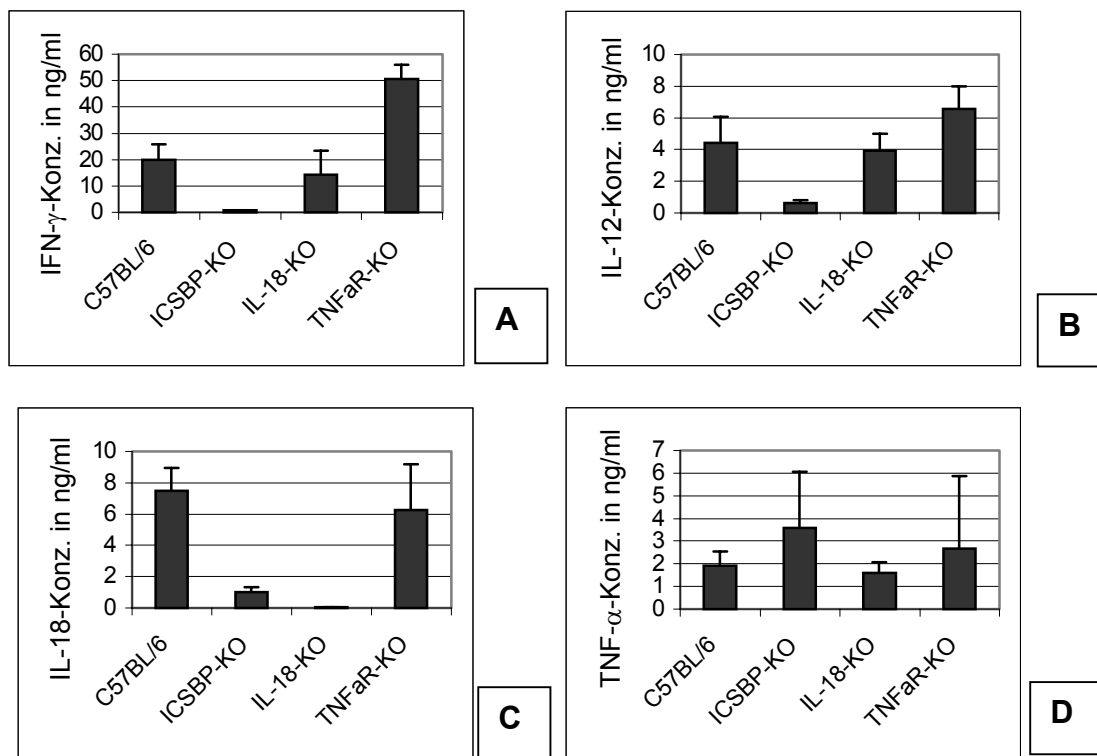 IFN-γ-Konz. in ng/ml
60
50
40
30
20
10
0
C57BL/6
ICSBP-KO
IL-18-KO
TNFaR-KO
A
IL-12-Konz. in ng/ml
10
8
6
4
2
0
C57BL/6
ICSBP-KO
IL-18-KO
TNFaR-KO
B
IL-18-Konz. in ng/ml
10
8
6
4
2
0
C57BL/6
ICSBP-KO
IL-18-KO
TNFaR-KO
C
TNF-α-Konz. in ng/ml
7
6
5
4
3
2
1
0
C57BL/6
ICSBP-KO
IL-18-KO
TNFaR-KO
D